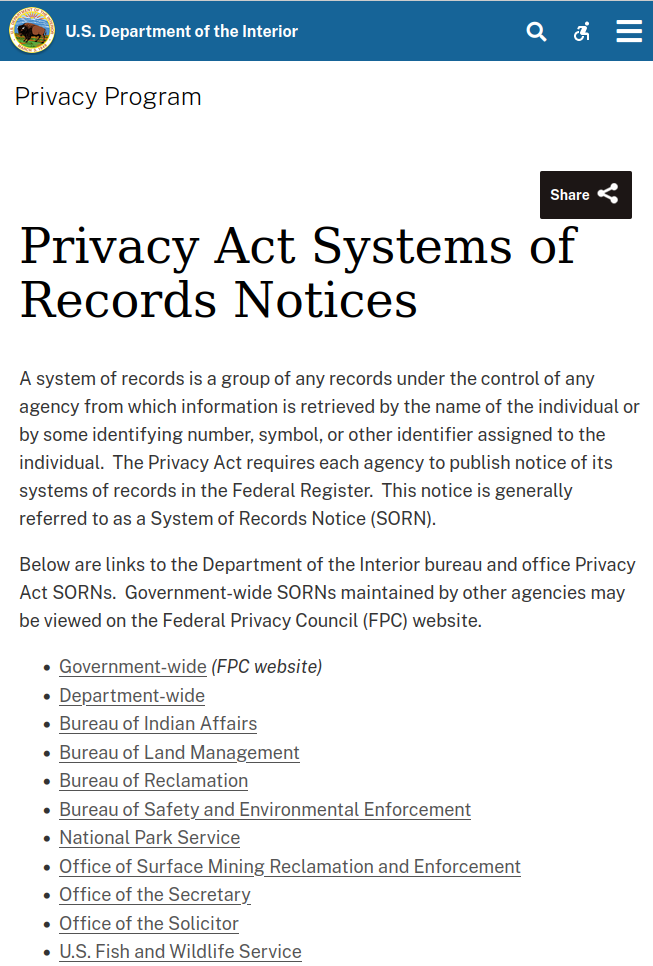 U.S. Department of the Interior
Privacy Program
Share
Privacy Act Systems of
Records Notices
A system of records is a group of any records under the control of any
agency from which information is retrieved by the name of the individual or
by some identifying number, symbol, or other identifier assigned to the
individual.  The Privacy Act requires each agency to publish notice of its
systems of records in the Federal Register.  This notice is generally
referred to as a System of Records Notice (SORN).
Below are links to the Department of the Interior bureau and office Privacy
Act SORNs.  Government-wide SORNs maintained by other agencies may
be viewed on the Federal Privacy Council (FPC) website.
• Government-wide (FPC website)
• Department-wide
• Bureau of Indian Affairs
• Bureau of Land Management
• Bureau of Reclamation
• Bureau of Safety and Environmental Enforcement
• National Park Service
• Office of Surface Mining Reclamation and Enforcement
• Office of the Secretary
• Office of the Solicitor
• U.S. Fish and Wildlife Service